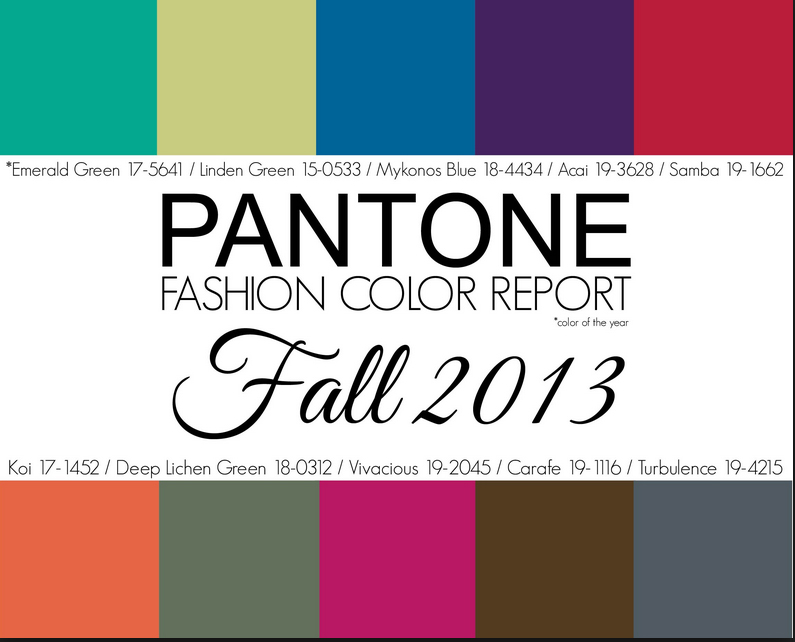 *Emerald Green 17-5641 / Linden Green 15-0533 / Mykonos Blue 18-4434 / Acai 19-3628 / Samba 19-1662
PANTONE
FASHION COLOR REPORT
*color of the year
Fall 2013
Koi 17-1452 / Deep Lichen Green 18-0312 / Vivacious 19-2045 / Carafe 19-1116 / Turbulence 19-4215